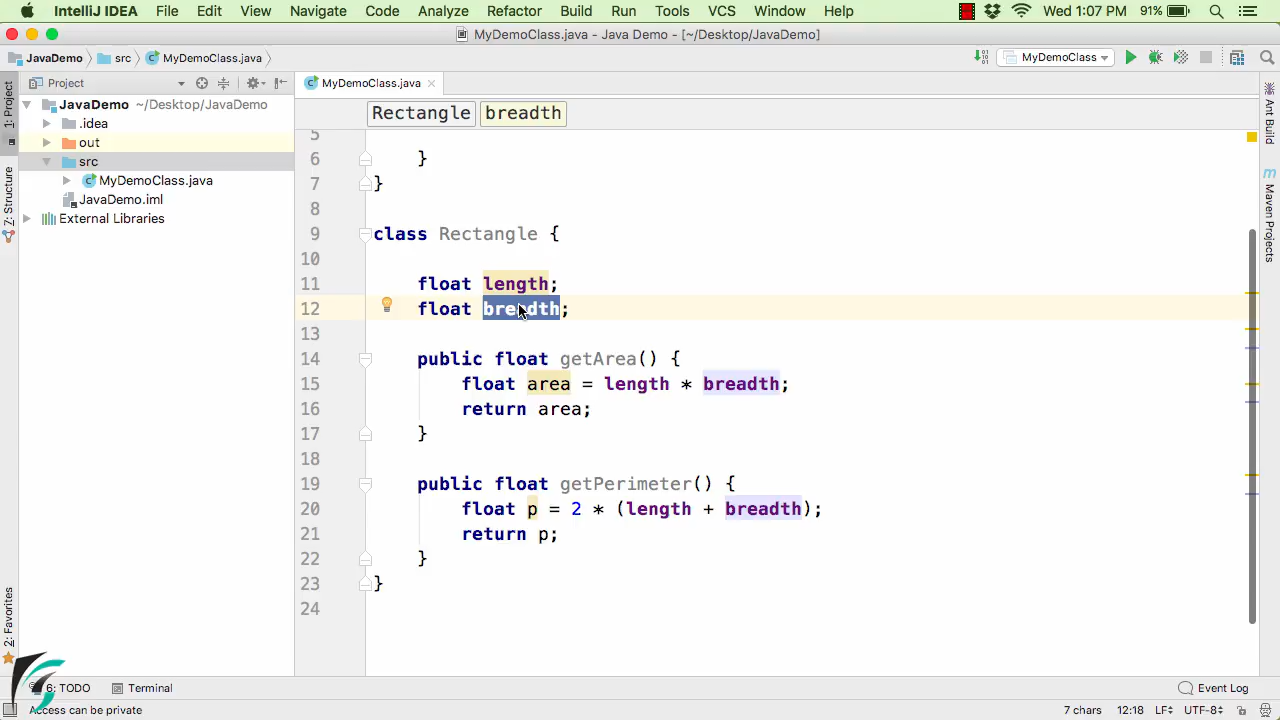 IntelliJ IDEA File Edit View Navigate Code Analyze Refactor Build Run Tools VCS Window Help Wed 1:07 PM 91%
MyDemoClass.java - Java Demo - [~/Desktop/JavaDemo]
JavaDemo src MyDemoClass.java MyDemoClass
Project
MyDemoClass.java
JavaDemo ~/Desktop/JavaDemo
.idea
out
src
MyDemoClass.java
JavaDemo.iml
External Libraries
1: Project
Z: Structure
2: Favorites
Rectangle breadth
5
6 }
7 }
8
9 class Rectangle {
10
11 float length;
12 float breadth;
13
14 public float getArea() {
15 float area = length * breadth;
16 return area;
17 }
18
19 public float getPerimeter() {
20 float p = 2 * (length + breadth);
21 return p;
22 }
23 }
24
Ant Build
m Maven Projects
6: TODO Terminal Event Log
Access can be private 7 chars 12:18 LF÷ UTF-8÷